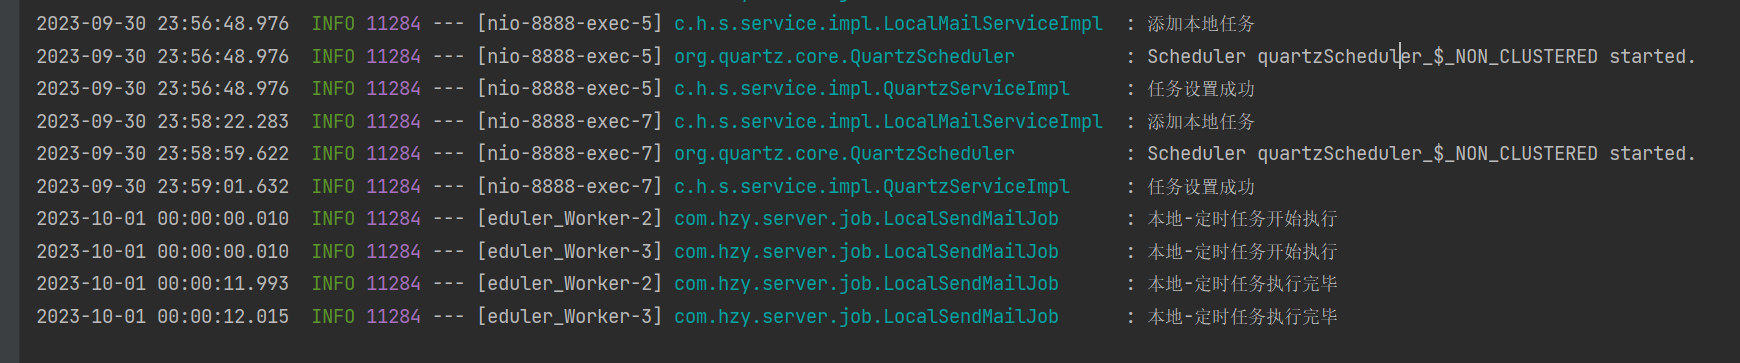 2023-09-30 23:56:48.976  INFO 11284 --- [nio-8888-exec-5] c.h.s.service.impl.LocalMailServiceImpl  : 添加本地任务
2023-09-30 23:56:48.976  INFO 11284 --- [nio-8888-exec-5] org.quartz.core.QuartzScheduler          : Scheduler quartzScheduler_$_NON_CLUSTERED started.
2023-09-30 23:56:48.976  INFO 11284 --- [nio-8888-exec-5] c.h.s.service.impl.QuartzServiceImpl     : 任务设置成功
2023-09-30 23:58:22.283  INFO 11284 --- [nio-8888-exec-7] c.h.s.service.impl.LocalMailServiceImpl  : 添加本地任务
2023-09-30 23:58:59.622  INFO 11284 --- [nio-8888-exec-7] org.quartz.core.QuartzScheduler          : Scheduler quartzScheduler_$_NON_CLUSTERED started.
2023-09-30 23:59:01.632  INFO 11284 --- [nio-8888-exec-7] c.h.s.service.impl.QuartzServiceImpl     : 任务设置成功
2023-10-01 00:00:00.010  INFO 11284 --- [eduler_Worker-2] com.hzy.server.job.LocalSendMailJob      : 本地-定时任务开始执行
2023-10-01 00:00:00.010  INFO 11284 --- [eduler_Worker-3] com.hzy.server.job.LocalSendMailJob      : 本地-定时任务开始执行
2023-10-01 00:00:11.993  INFO 11284 --- [eduler_Worker-2] com.hzy.server.job.LocalSendMailJob      : 本地-定时任务执行完毕
2023-10-01 00:00:12.015  INFO 11284 --- [eduler_Worker-3] com.hzy.server.job.LocalSendMailJob      : 本地-定时任务执行完毕